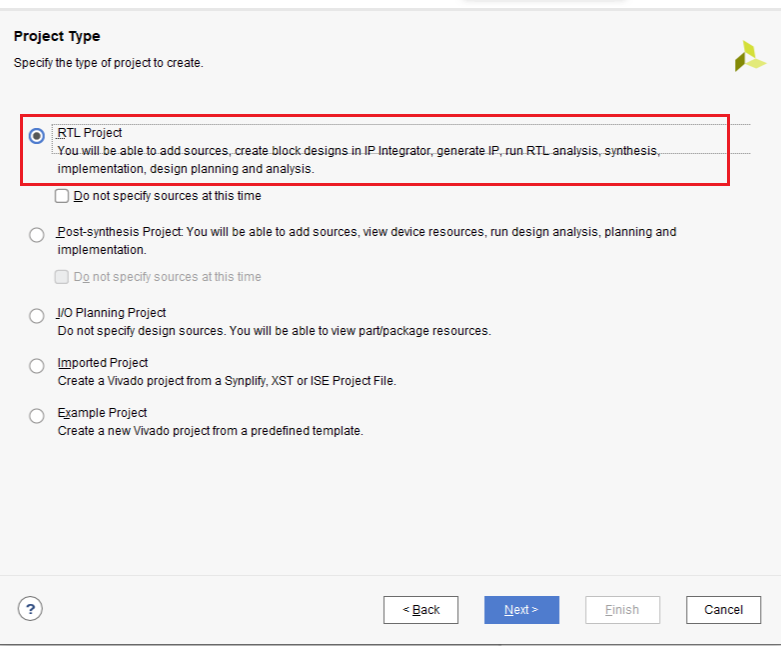 Project Type
Specify the type of project to create.
RTL Project
You will be able to add sources, create block designs in IP Integrator, generate IP, run RTL analysis, synthesis,
implementation, design planning and analysis.
Do not specify sources at this time
Post-synthesis Project: You will be able to add sources, view device resources, run design analysis, planning and
implementation.
Do not specify sources at this time
I/O Planning Project
Do not specify design sources. You will be able to view part/package resources.
Imported Project
Create a Vivado project from a Synplify, XST or ISE Project File.
Example Project
Create a new Vivado project from a predefined template.
?
< Back
Next >
Finish
Cancel